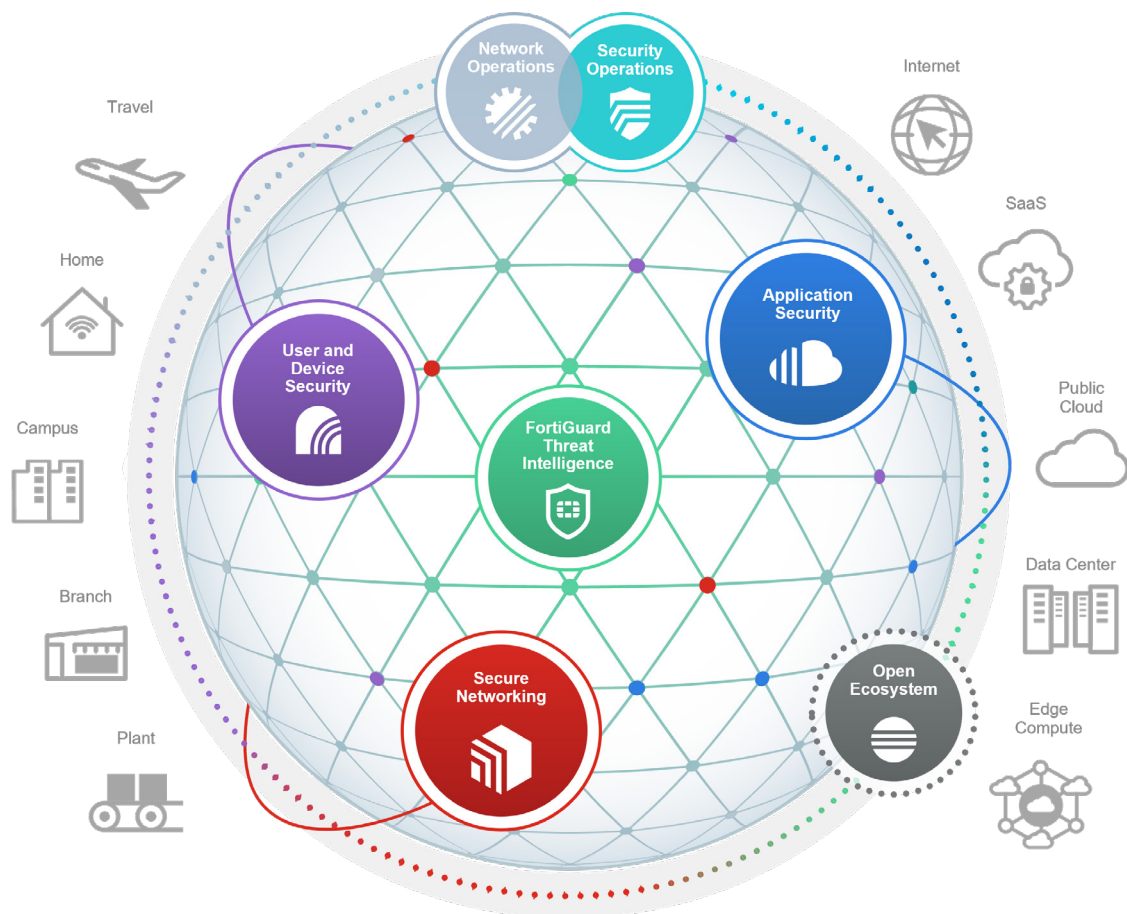 Network
Operations
Security
Operations
Internet
Travel
SaaS
Home
Application
Security
User and
Device
Security
Public
Cloud
Campus
FortiGuard
Threat
Intelligence
Data Center
Branch
Secure
Networking
Open
Ecosystem
Edge
Compute
Plant